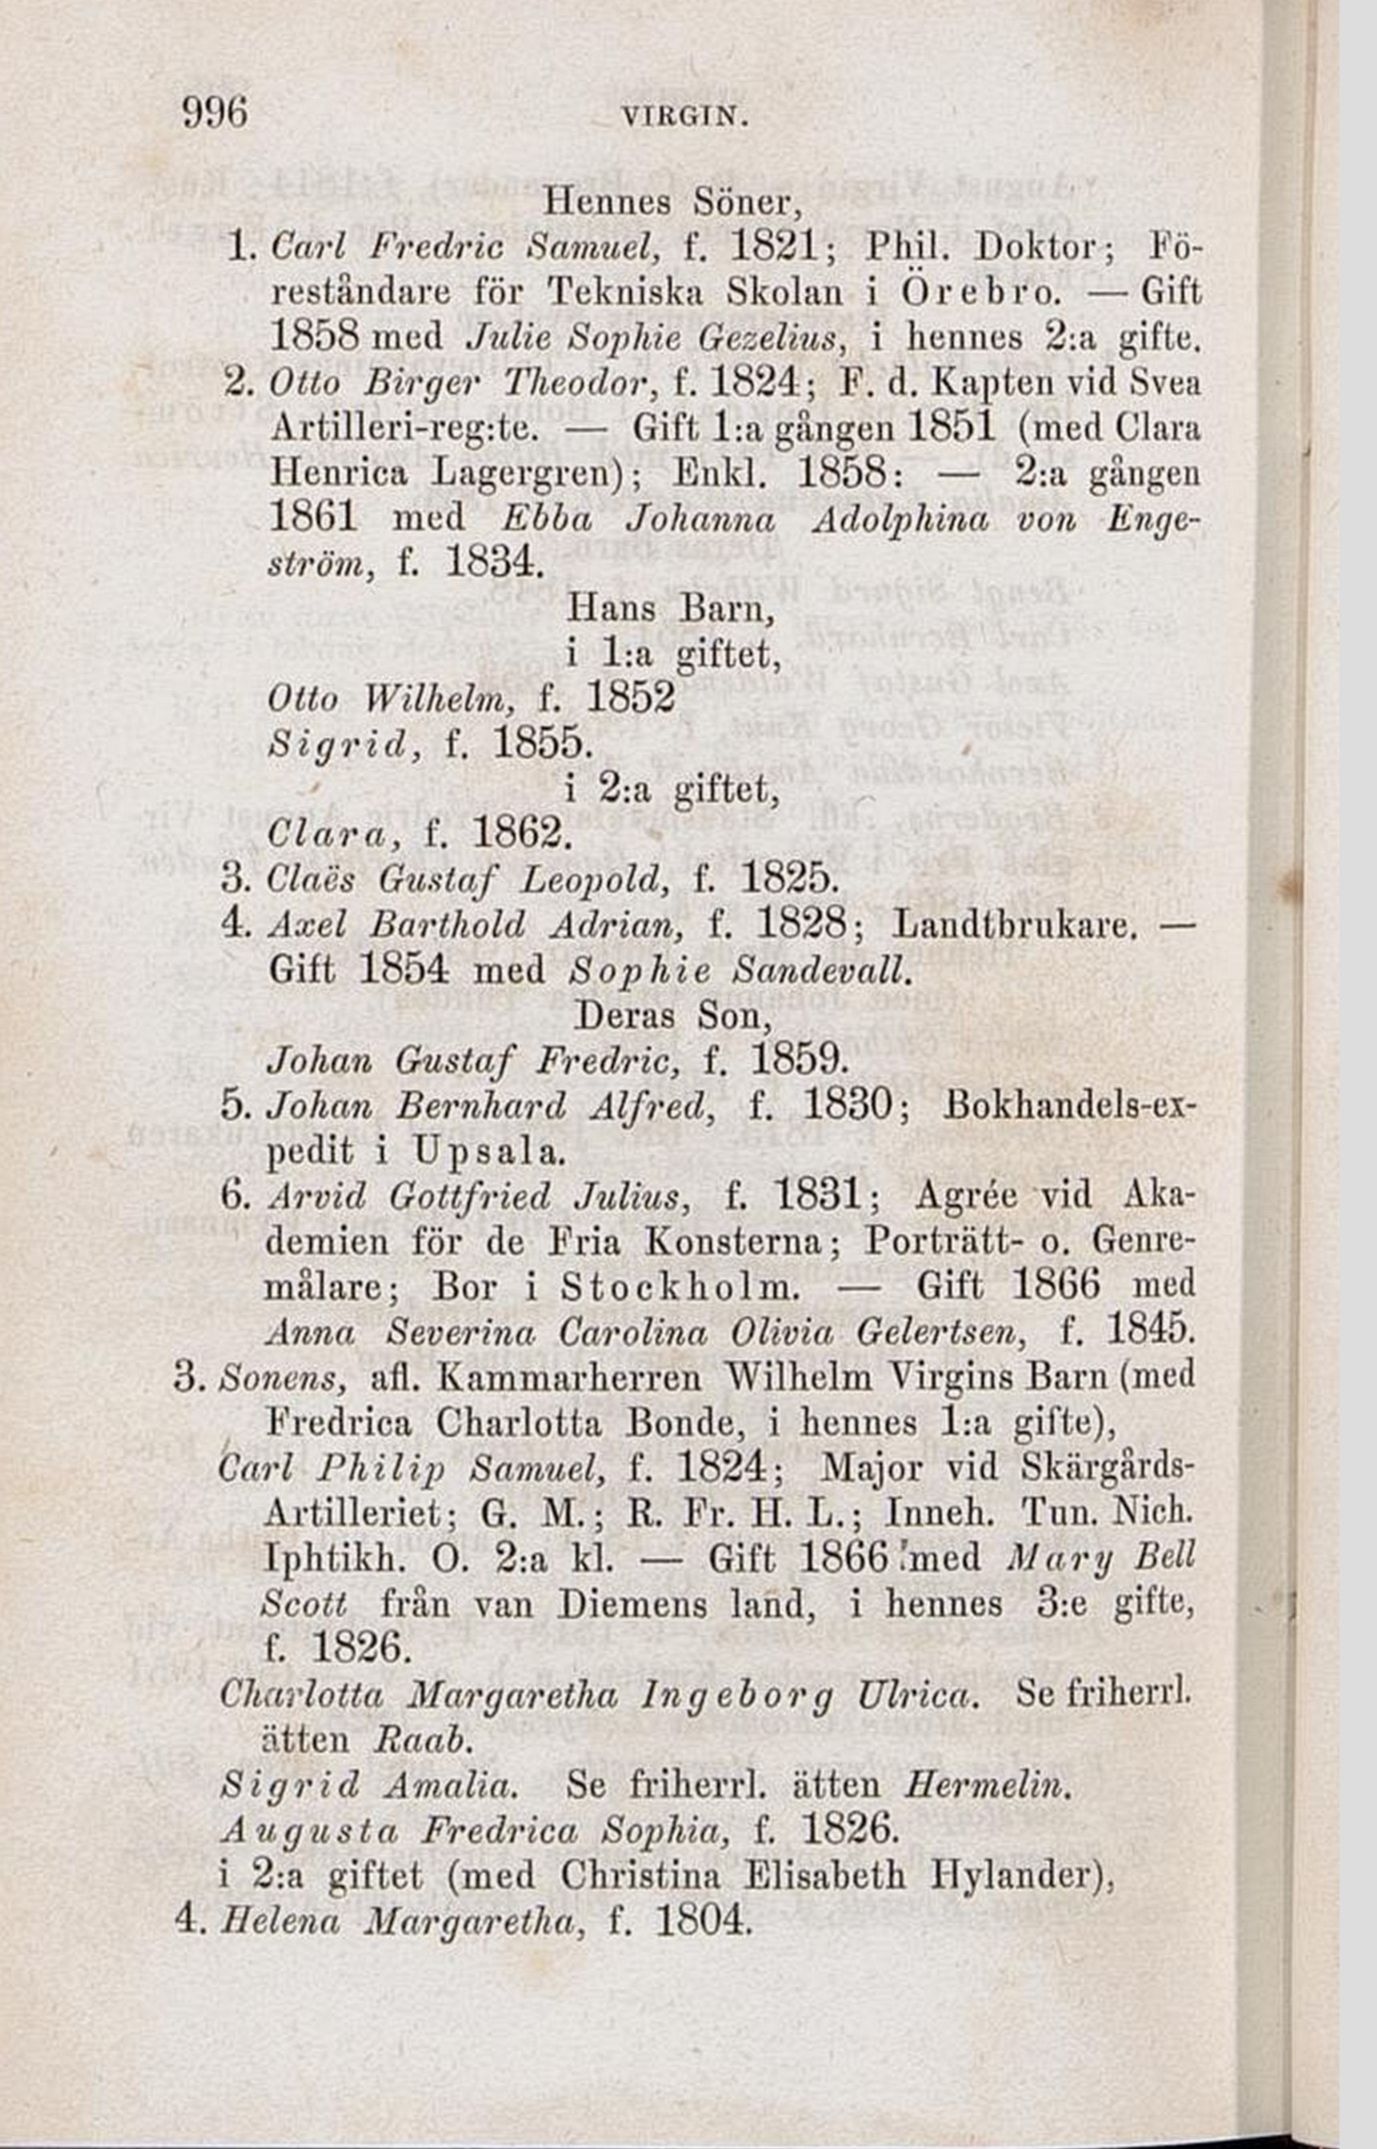 996
VIRGIN.
Hennes Söner,
1. Carl Fredric Samuel, f. 1821; Phil. Doktor; Fö-
reståndare för Tekniska Skolan i Örebro. — Gift
1858 med Julie Sophie Gezelius, i hennes 2:a gifte.
2. Otto Birger Theodor, f. 1824; F. d. Kapten vid Svea
Artilleri-reg:te. — Gift 1:a gången 1851 (med Clara
Henrica Lagergren); Enkl. 1858: — 2:a gången
1861 med Ebba Johanna Adolphina von Enge-
ström, f. 1834.
Hans Barn,
i 1:a giftet,
Otto Wilhelm, f. 1852
Sigrid, f. 1855.
i 2:a giftet,
Clara, f. 1862.
3. Claës Gustaf Leopold, f. 1825.
4. Axel Barthold Adrian, f. 1828; Landtbrukare. —
Gift 1854 med Sophie Sandevall.
Deras Son,
Johan Gustaf Fredric, f. 1859.
5. Johan Bernhard Alfred, f. 1830; Bokhandels-ex-
pedit i Upsala.
6. Arvid Gottfried Julius, f. 1831; Agrée vid Aka-
demien för de Fria Konsterna; Porträtt- o. Genre-
målare; Bor i Stockholm. — Gift 1866 med
Anna Severina Carolina Olivia Gelertsen, f. 1845.
3. Sonens, afl. Kammarherren Wilhelm Virgins Barn (med
Fredrica Charlotta Bonde, i hennes 1:a gifte),
Carl Philip Samuel, f. 1824; Major vid Skärgårds-
Artilleriet; G. M.; R. Fr. H. L.; Inneh. Tun. Nich.
Iphtikh. O. 2:a kl. — Gift 1866 med Mary Bell
Scott från van Diemens land, i hennes 3:e gifte,
f. 1826.
Charlotta Margaretha Ingeborg Ulrica. Se friherrl.
ätten Raab.
Sigrid Amalia. Se friherrl. ätten Hermelin.
Augusta Fredrica Sophia, f. 1826.
i 2:a giftet (med Christina Elisabeth Hylander),
4. Helena Margaretha, f. 1804.